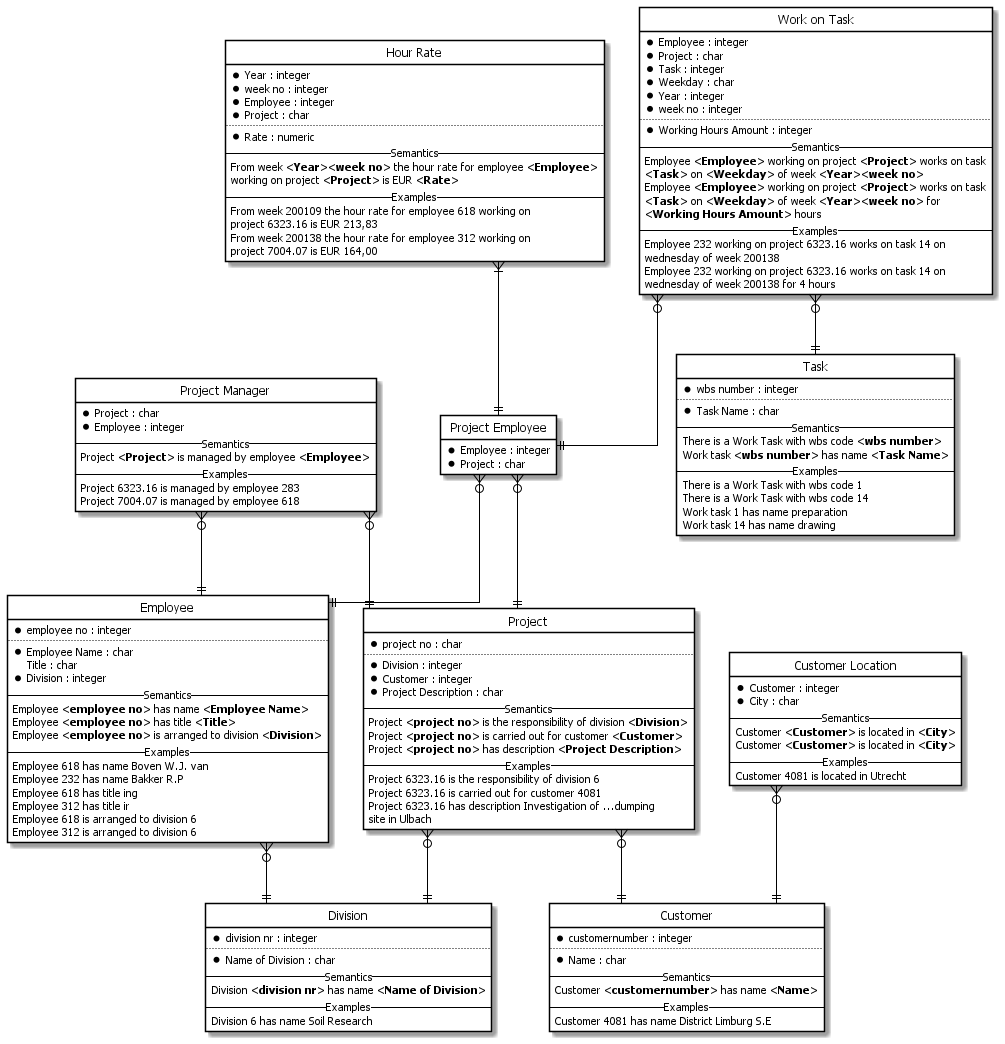 Work on Task
Employee : integer
Project : char
Task : integer
Weekday : char
Year : integer
week no : integer
Working Hours Amount : integer
Semantics
Employee <Employee> working on project <Project> works on task
<Task> on <Weekday> of week <Year><week no>
Employee <Employee> working on project <Project> works on task
<Task> on <Weekday> of week <Year><week no> for
<Working Hours Amount> hours
Examples
Employee 232 working on project 6323.16 works on task 14 on
wednesday of week 200138
Employee 232 working on project 6323.16 works on task 14 on
wednesday of week 200138 for 4 hours
Hour Rate
Year : integer
week no : integer
Employee : integer
Project : char
Rate : numeric
Semantics
From week <Year><week no> the hour rate for employee <Employee>
working on project <Project> is EUR <Rate>
Examples
From week 200109 the hour rate for employee 618 working on
project 6323.16 is EUR 213,83
From week 200138 the hour rate for employee 312 working on
project 7004.07 is EUR 164,00
Task
wbs number : integer
Task Name : char
Semantics
There is a Work Task with wbs code <wbs number>
Work task <wbs number> has name <Task Name>
Examples
There is a Work Task with wbs code 1
There is a Work Task with wbs code 14
Work task 1 has name preparation
Work task 14 has name drawing
Project Manager
Project : char
Employee : integer
Semantics
Project <Project> is managed by employee <Employee>
Examples
Project 6323.16 is managed by employee 283
Project 7004.07 is managed by employee 618
Project Employee
Employee : integer
Project : char
Employee
employee no : integer
Employee Name : char
Title : char
Division : integer
Semantics
Employee <employee no> has name <Employee Name>
Employee <employee no> has title <Title>
Employee <employee no> is arranged to division <Division>
Examples
Employee 618 has name Boven W.J. van
Employee 232 has name Bakker R.P
Employee 618 has title ing
Employee 312 has title ir
Employee 618 is arranged to division 6
Employee 312 is arranged to division 6
Project
project no : char
Division : integer
Customer : integer
Project Description : char
Semantics
Project <project no> is the responsibility of division <Division>
Project <project no> is carried out for customer <Customer>
Project <project no> has description <Project Description>
Examples
Project 6323.16 is the responsibility of division 6
Project 6323.16 is carried out for customer 4081
Project 6323.16 has description Investigation of ...dumping
site in Ulbach
Customer Location
Customer : integer
City : char
Semantics
Customer <Customer> is located in <City>
Customer <Customer> is located in <City>
Examples
Customer 4081 is located in Utrecht
Division
division nr : integer
Name of Division : char
Semantics
Division <division nr> has name <Name of Division>
Examples
Division 6 has name Soil Research
Customer
customernumber : integer
Name : char
Semantics
Customer <customernumber> has name <Name>
Examples
Customer 4081 has name District Limburg S.E